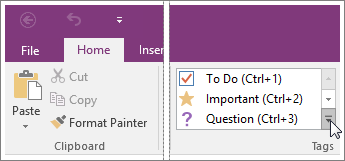 File
Home
Inser
Cut
Copy
Paste
Format Painter
Clipboard
To Do (Ctrl+1)
Important (Ctrl+2)
Question (Ctrl+3)
Tags